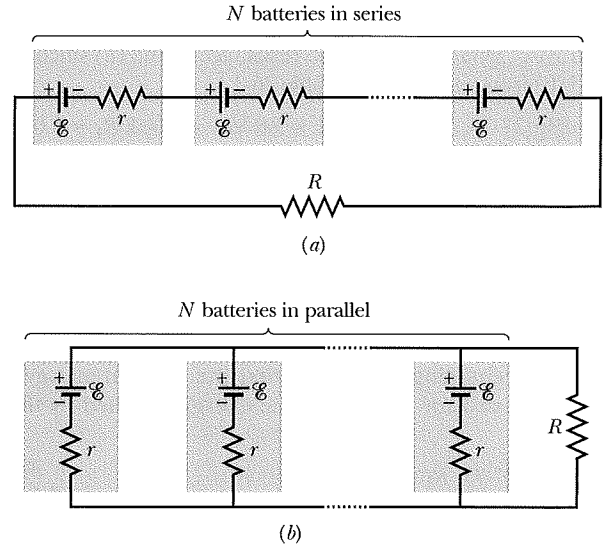 N batteries in series
+ − + − + −
ℰ r ℰ r ℰ r
R
(a)
N batteries in parallel
+ ℰ + ℰ + ℰ
− − −
r r r R
(b)